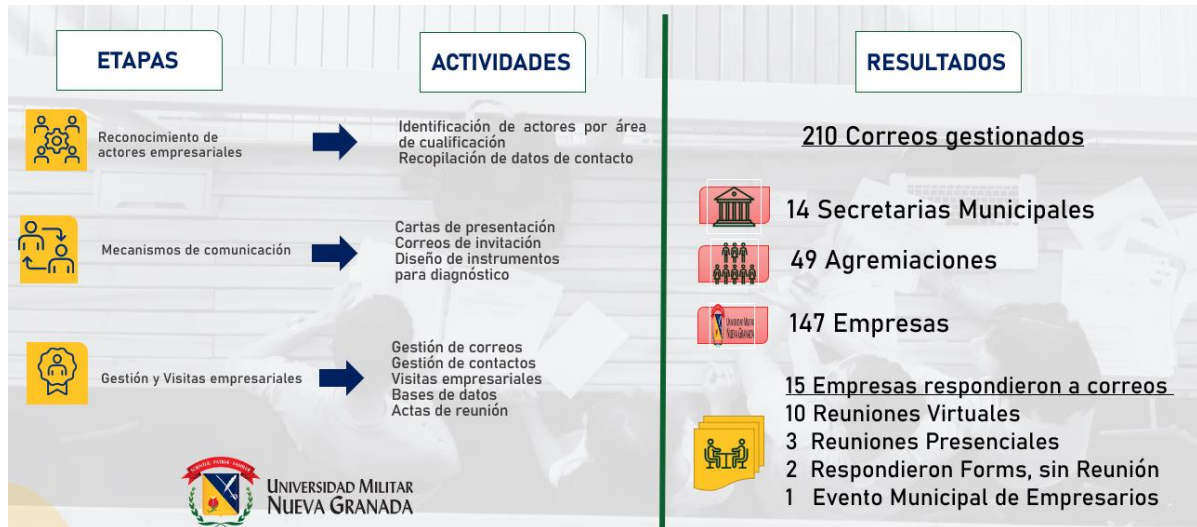 ETAPAS
ACTIVIDADES
RESULTADOS
Reconocimiento de
actores empresariales
Identificación de actores por área
de cualificación
Recopilación de datos de contacto
Mecanismos de comunicación
Cartas de presentación
Correos de invitación
Diseño de instrumentos
para diagnóstico
Gestión y Visitas empresariales
Gestión de correos
Gestión de contactos
Visitas empresariales
Bases de datos
Actas de reunión
UNIVERSIDAD MILITAR
NUEVA GRANADA
210 Correos gestionados
14 Secretarias Municipales
49 Agremiaciones
UNIVERSIDAD MILITAR
NUEVA GRANADA
147 Empresas
15 Empresas respondieron a correos
10 Reuniones Virtuales
3 Reuniones Presenciales
2 Respondieron Forms, sin Reunión
1 Evento Municipal de Empresarios